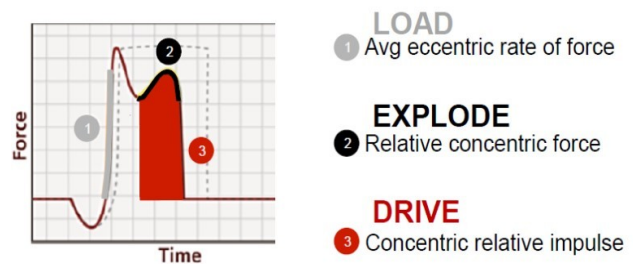 LOAD
1 Avg eccentric rate of force
EXPLODE
2 Relative concentric force
DRIVE
3 Concentric relative impulse
Force
1
2
3
Time